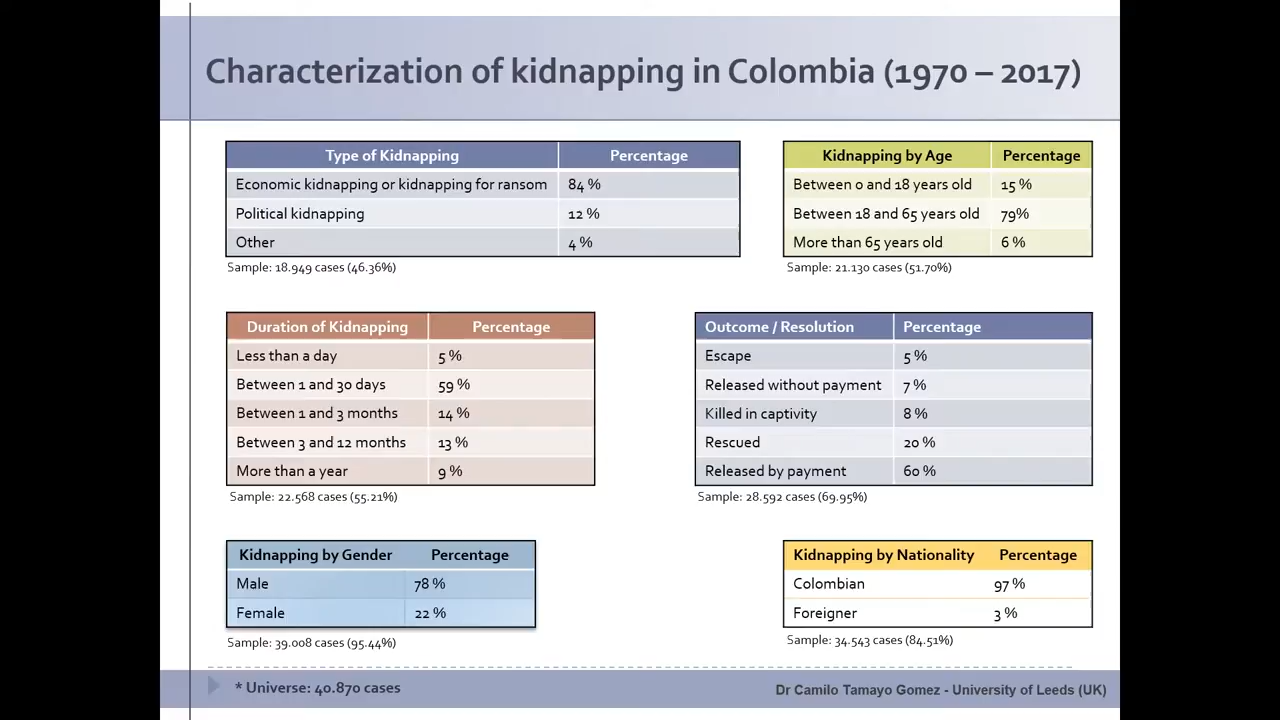 Characterization of kidnapping in Colombia (1970 – 2017)
Type of Kidnapping Percentage
Economic kidnapping or kidnapping for ransom 84 %
Political kidnapping 12 %
Other 4 %
Sample: 18.949 cases (46.36%)
Kidnapping by Age Percentage
Between 0 and 18 years old 15 %
Between 18 and 65 years old 79%
More than 65 years old 6 %
Sample: 21.130 cases (51.70%)
Duration of Kidnapping Percentage
Less than a day 5 %
Between 1 and 30 days 59 %
Between 1 and 3 months 14 %
Between 3 and 12 months 13 %
More than a year 9 %
Sample: 22.568 cases (55.21%)
Outcome / Resolution Percentage
Escape 5 %
Released without payment 7 %
Killed in captivity 8 %
Rescued 20 %
Released by payment 60 %
Sample: 28.592 cases (69.95%)
Kidnapping by Gender Percentage
Male 78 %
Female 22 %
Sample: 39.008 cases (95.44%)
Kidnapping by Nationality Percentage
Colombian 97 %
Foreigner 3 %
Sample: 34.543 cases (84.51%)
* Universe: 40.870 cases
Dr Camilo Tamayo Gomez - University of Leeds (UK)